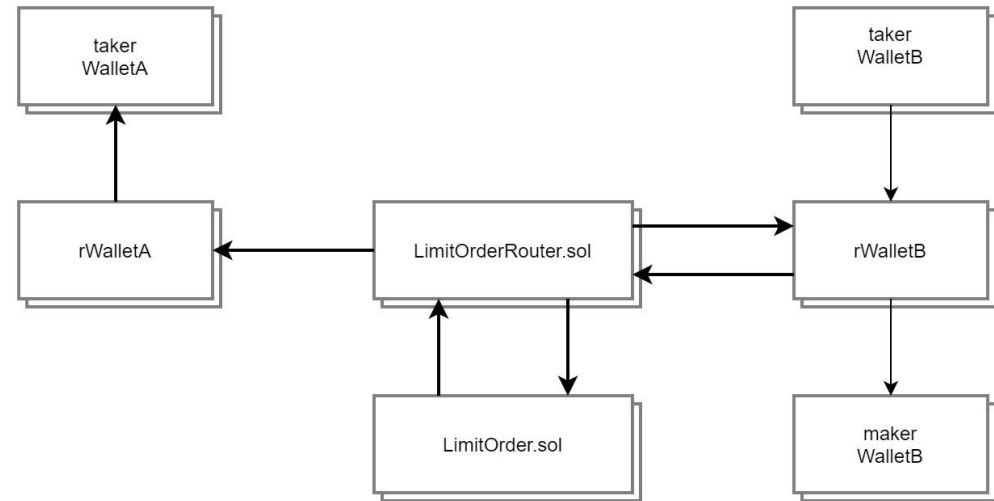 taker
WalletA
taker
WalletB
rWalletA
LimitOrderRouter.sol
rWalletB
LimitOrder.sol
maker
WalletB